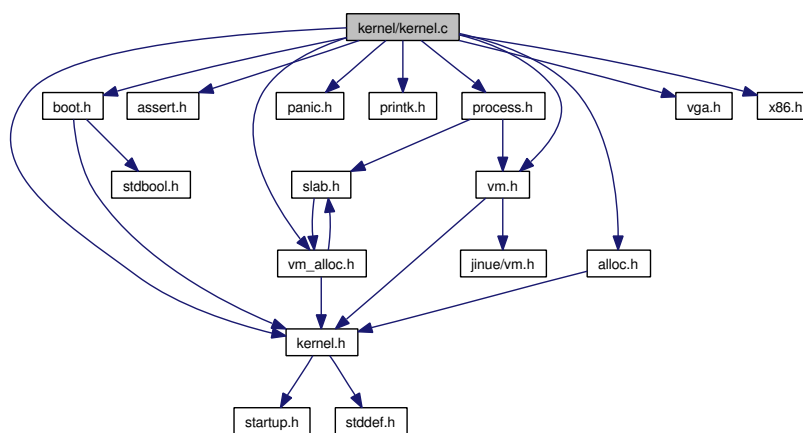 kernel/kernel.c
boot.h
assert.h
panic.h
printk.h
process.h
vga.h
x86.h
stdbool.h
slab.h
vm.h
vm_alloc.h
jinue/vm.h
alloc.h
kernel.h
startup.h
stddef.h